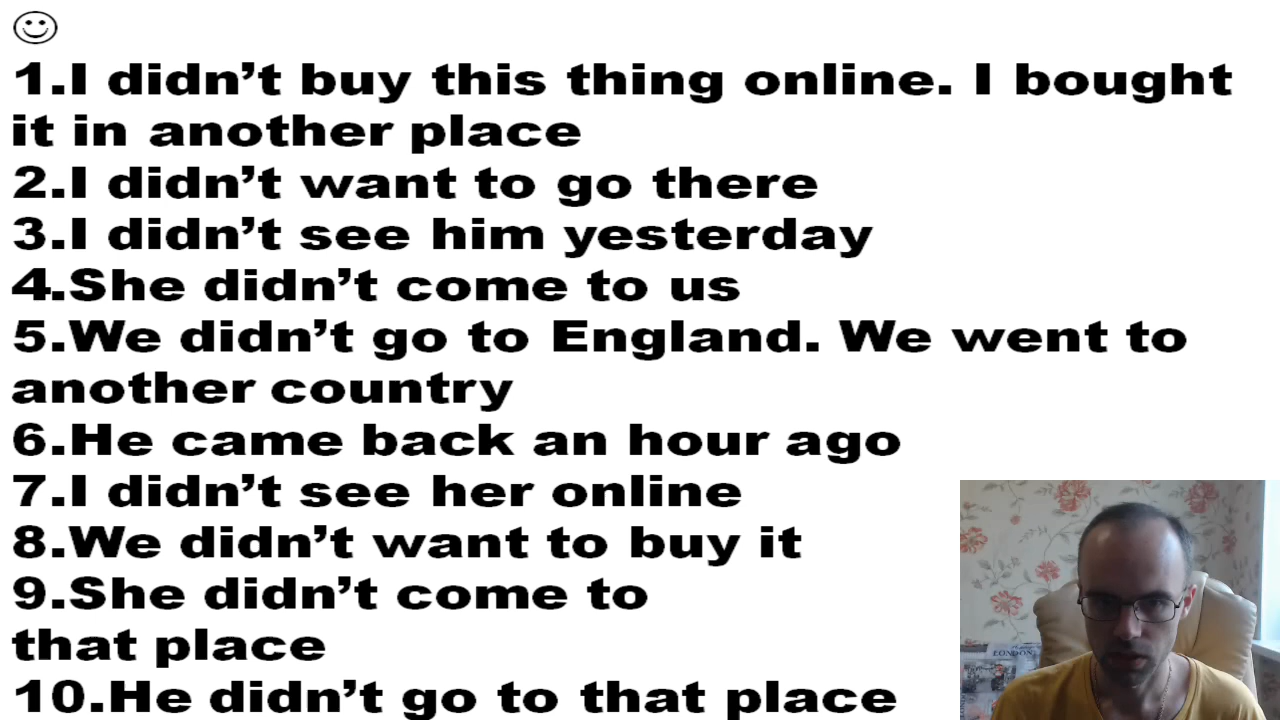 1.I didn’t buy this thing online. I bought
it in another place
2.I didn’t want to go there
3.I didn’t see him yesterday
4.She didn’t come to us
5.We didn’t go to England. We went to
another country
6.He came back an hour ago
7.I didn’t see her online
8.We didn’t want to buy it
9.She didn’t come to
that place
10.He didn’t go to that place
LONDON